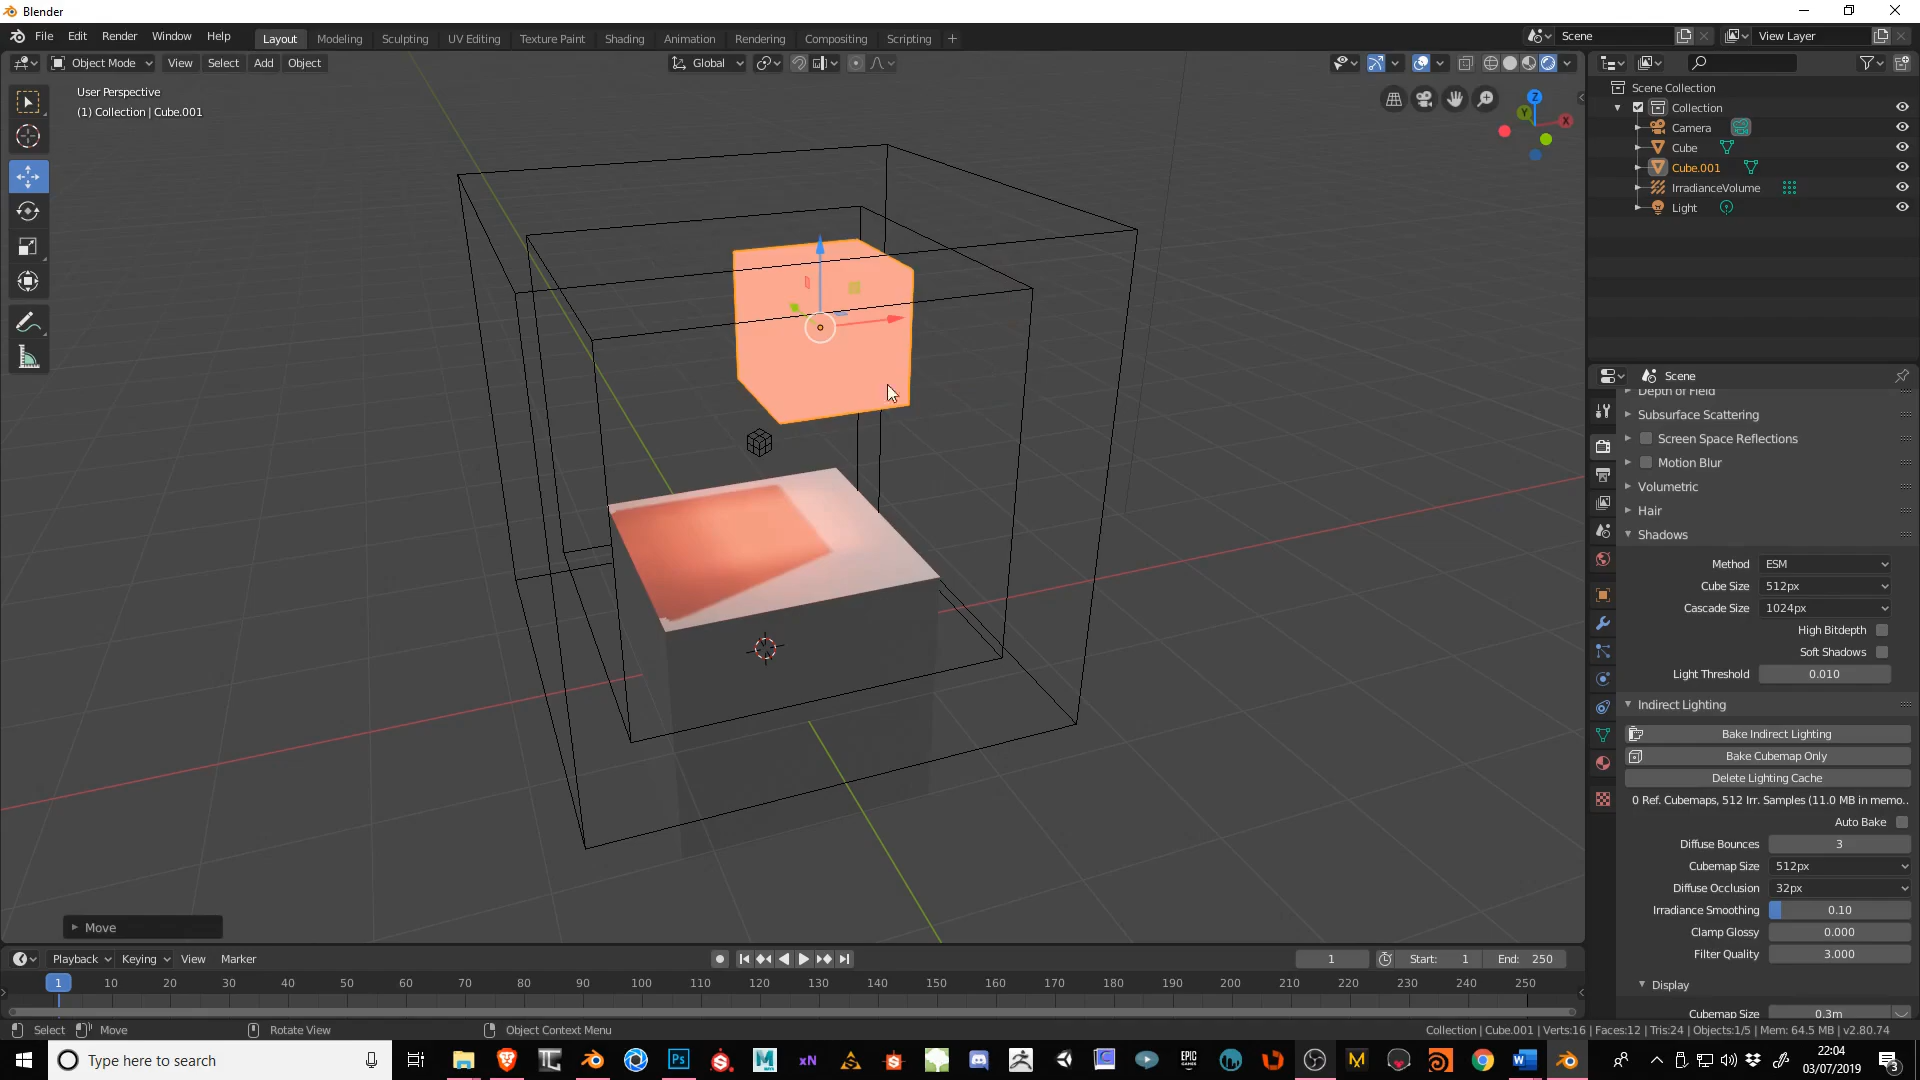 Blender
File Edit Render Window Help
Layout Modeling Sculpting UV Editing Texture Paint Shading Animation Rendering Compositing Scripting +
Scene View Layer
Object Mode View Select Add Object
Global
User Perspective
(1) Collection | Cube.001
Z
Y
X
Scene Collection
Collection
Camera
Cube
Cube.001
IrradianceVolume
Light
Scene
Depth of Field
Subsurface Scattering
Screen Space Reflections
Motion Blur
Volumetric
Hair
Shadows
Method ESM
Cube Size 512px
Cascade Size 1024px
High Bitdepth
Soft Shadows
Light Threshold 0.010
Indirect Lighting
Bake Indirect Lighting
Bake Cubemap Only
Delete Lighting Cache
0 Ref. Cubemaps, 512 Irr. Samples (11.0 MB in memo..
Auto Bake
Diffuse Bounces 3
Cubemap Size 512px
Diffuse Occlusion 32px
Irradiance Smoothing 0.10
Clamp Glossy 0.000
Filter Quality 3.000
Display
Cubemap Size 0.3m
Move
Playback Keying View Marker
1 Start: 1 End: 250
1 10 20 30 40 50 60 70 80 90 100 110 120 130 140 150 160 170 180 190 200 210 220 230 240 250
Select Move Rotate View Object Context Menu
Collection | Cube.001 | Verts:16 | Faces:12 | Tris:24 | Objects:1/5 | Mem: 64.5 MB | v2.80.74
Type here to search
22:04
03/07/2019
3